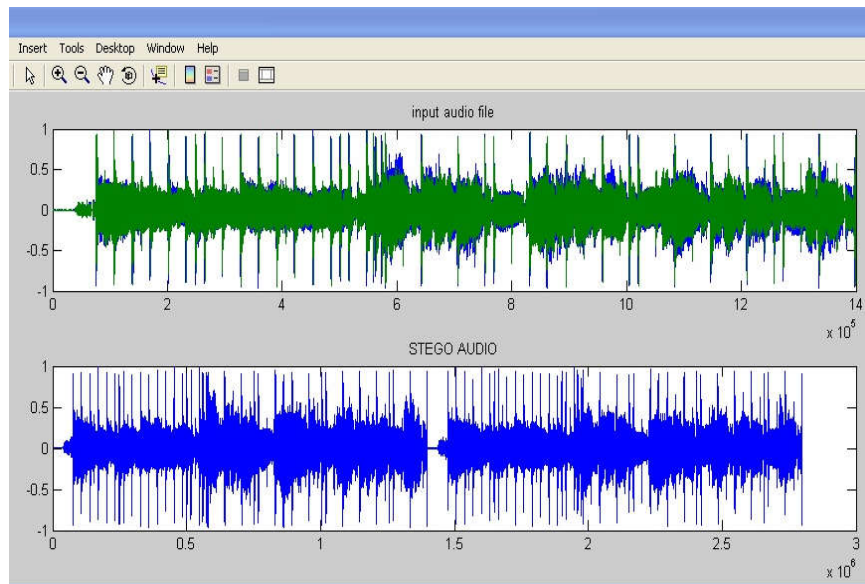 Insert Tools Desktop Window Help
input audio file
1
0.5
0
-0.5
-1
0 2 4 6 8 10 12 14
x 10^5
STEGO AUDIO
1
0.5
0
-0.5
-1
0 0.5 1 1.5 2 2.5 3
x 10^6